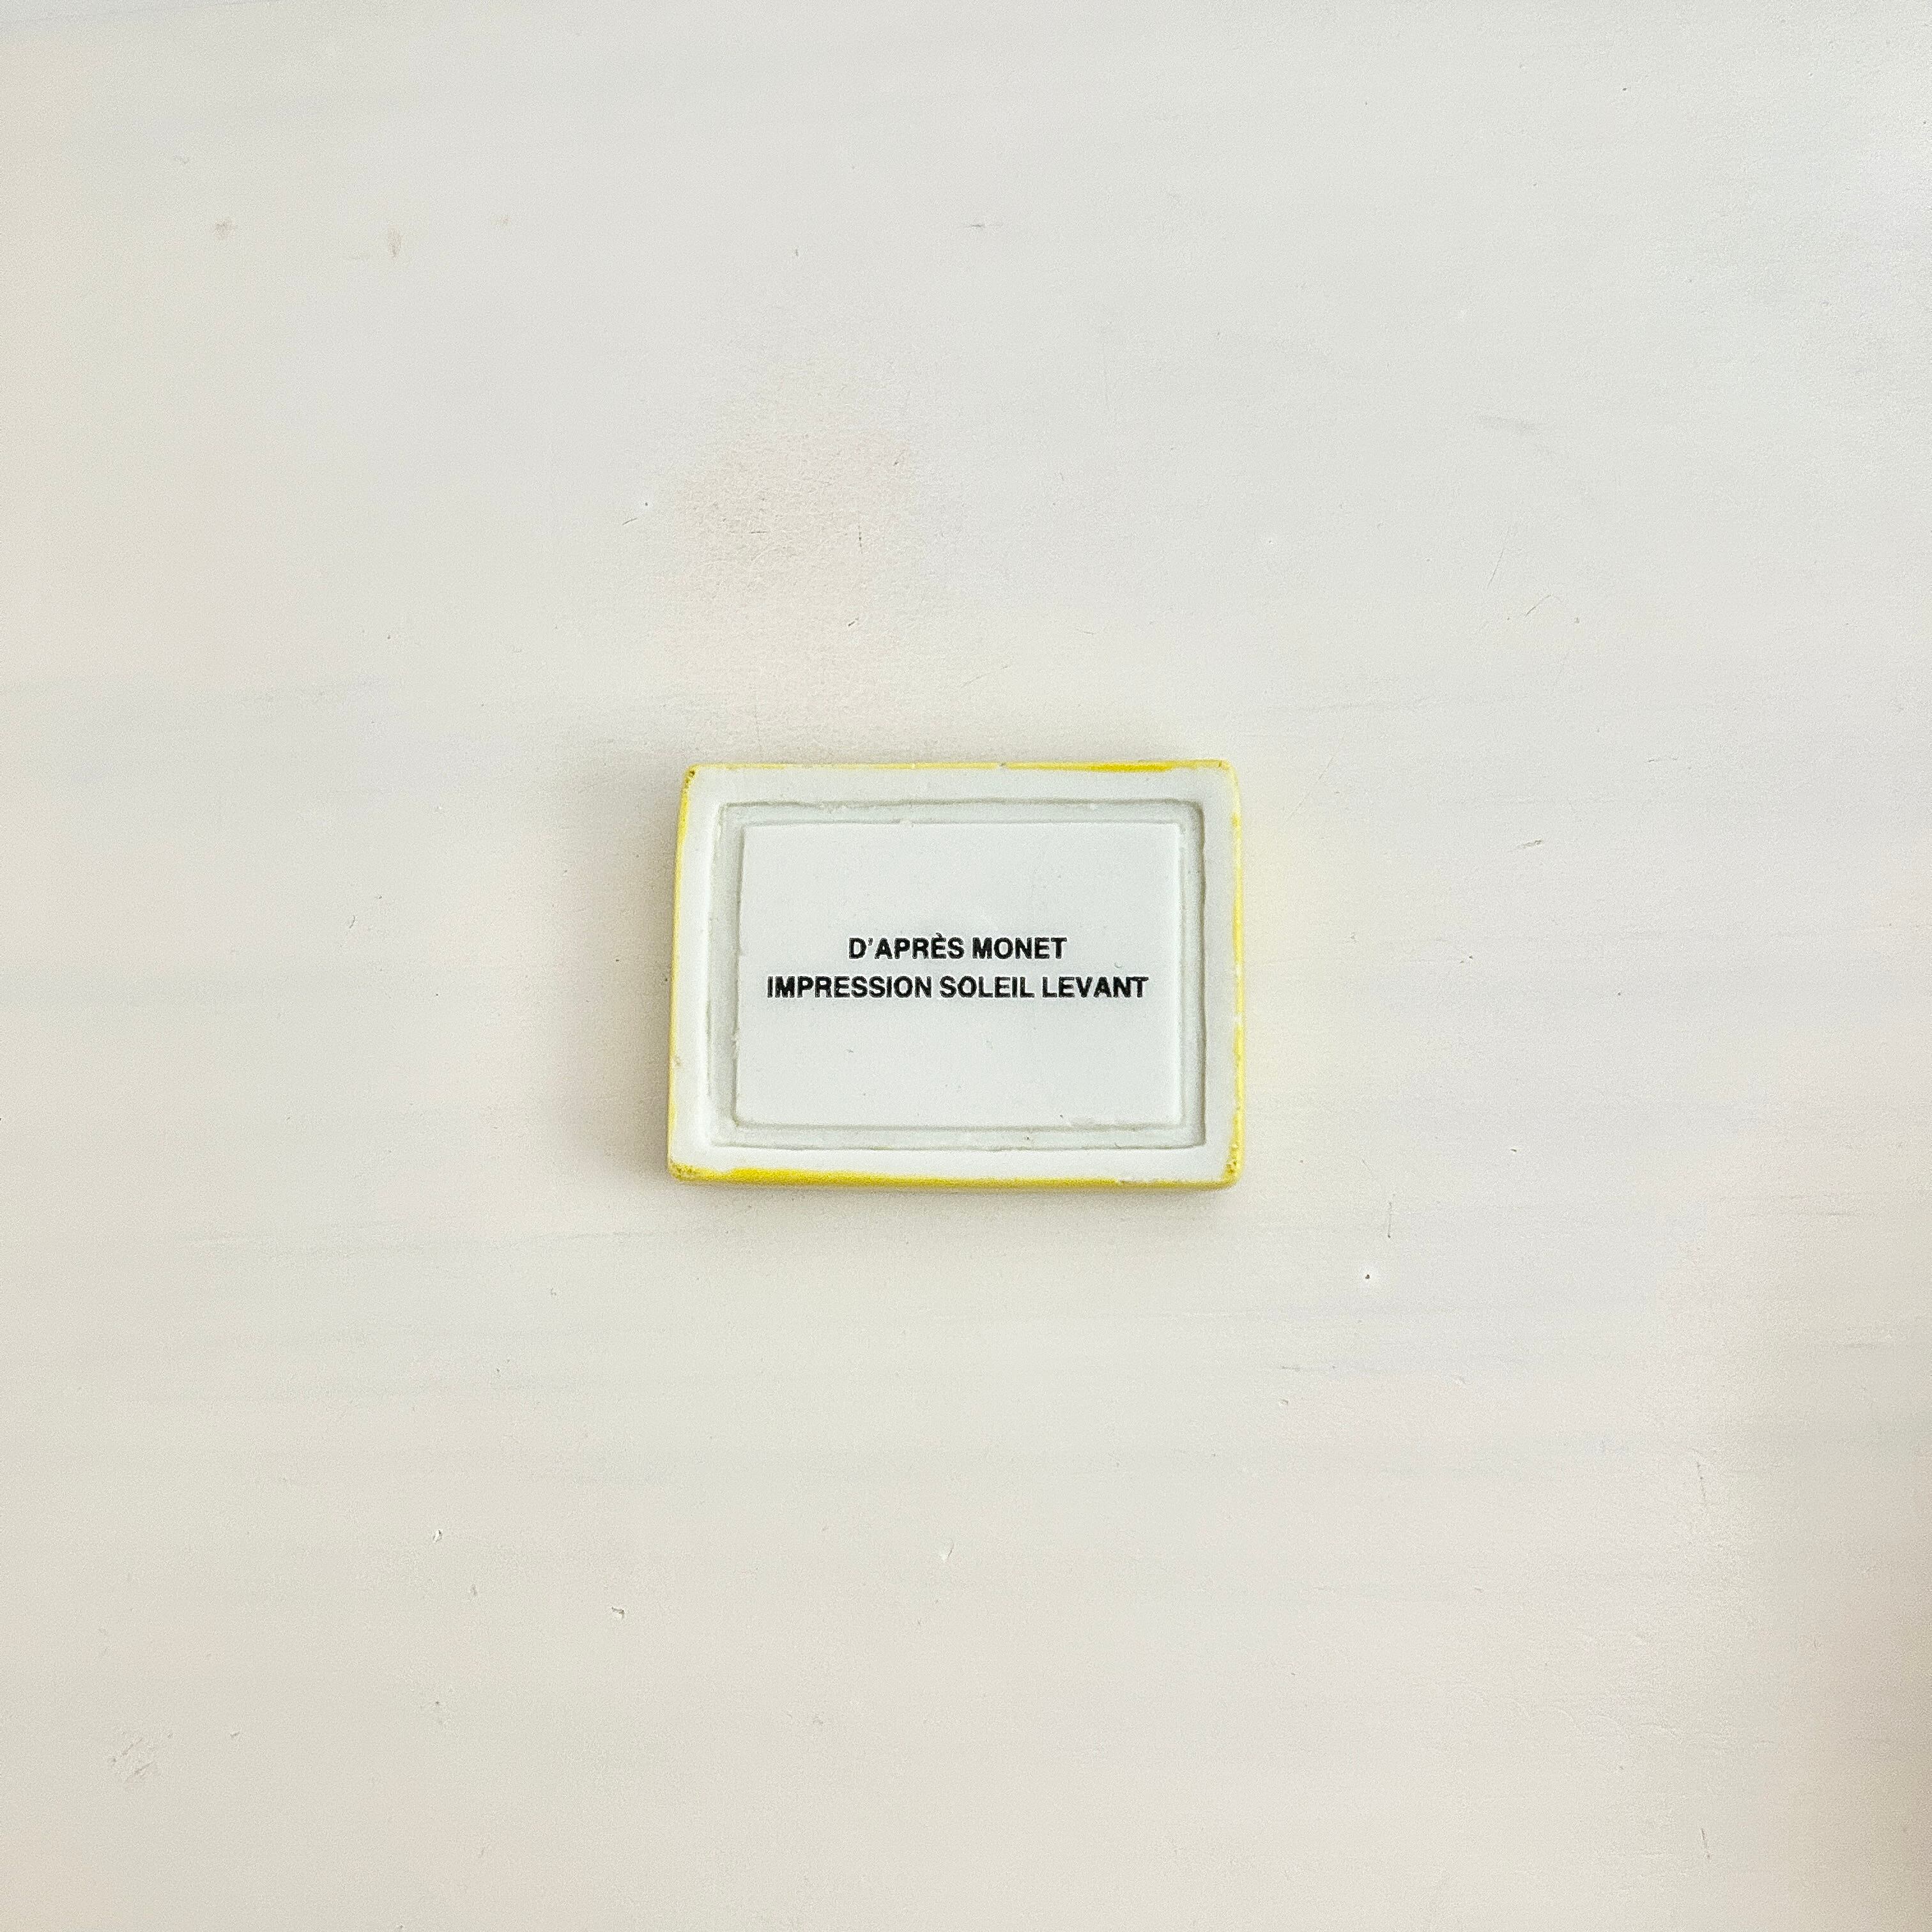 D'APRÈS MONET
IMPRESSION SOLEIL LEVANT